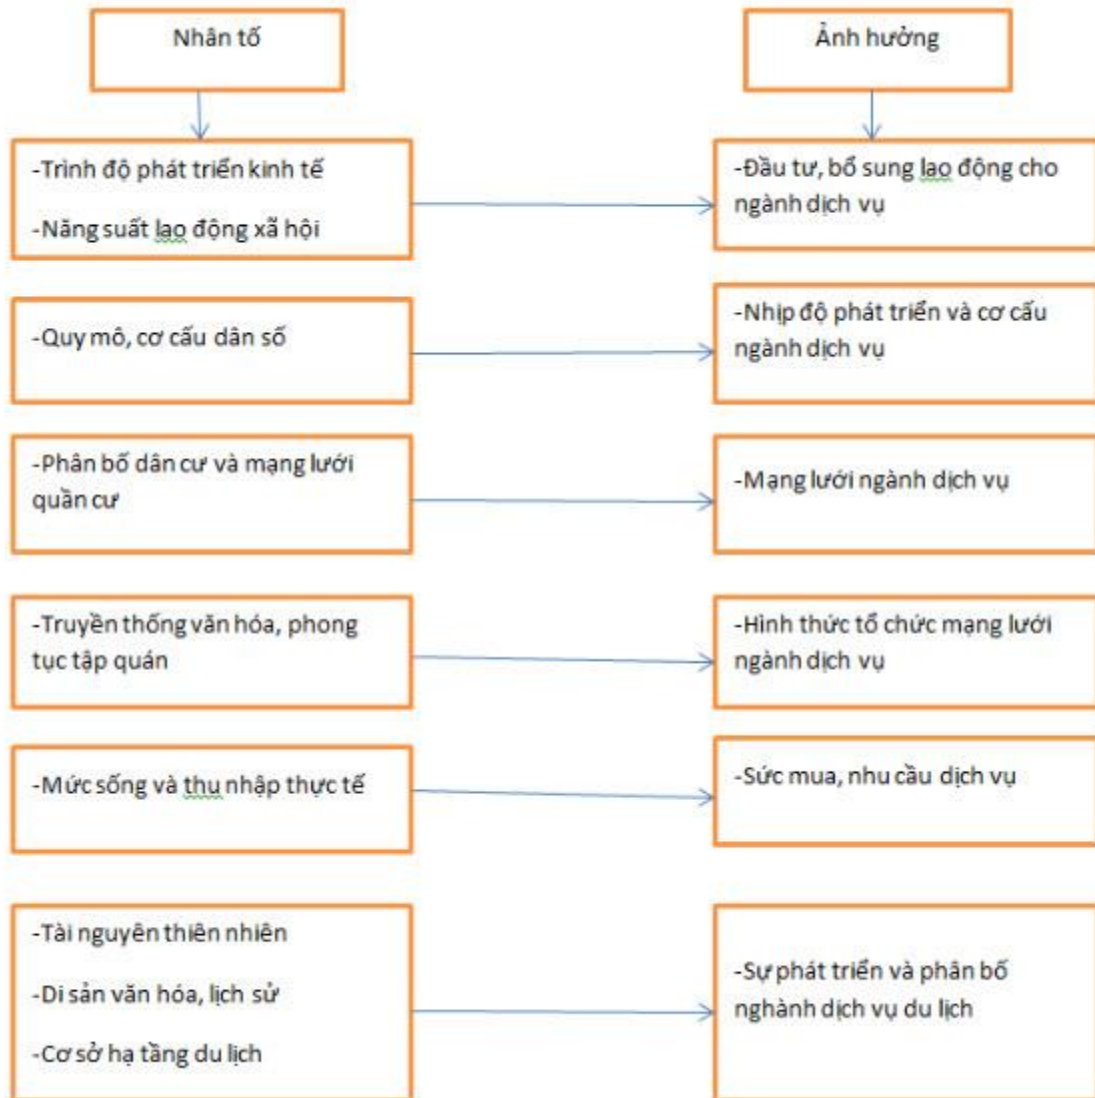 Nhân tố
Ảnh hưởng
-Trình độ phát triển kinh tế
-Năng suất lao động xã hội
-Đầu tư, bổ sung lao động cho
ngành dịch vụ
-Quy mô, cơ cấu dân số
-Nhịp độ phát triển và cơ cấu
ngành dịch vụ
-Phân bố dân cư và mạng lưới
quần cư
-Mạng lưới ngành dịch vụ
-Truyền thống văn hóa, phong
tục tập quán
-Hình thức tổ chức mạng lưới
ngành dịch vụ
-Mức sống và thu nhập thực tế
-Sức mua, nhu cầu dịch vụ
-Tài nguyên thiên nhiên
-Di sản văn hóa, lịch sử
-Cơ sở hạ tầng du lịch
-Sự phát triển và phân bố
nghành dịch vụ du lịch